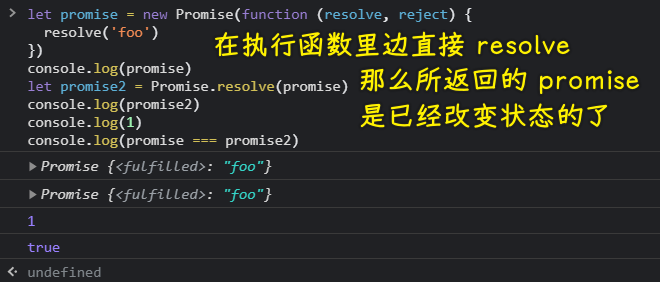 let promise = new Promise(function (resolve, reject) {
  resolve('foo')
})
console.log(promise)
let promise2 = Promise.resolve(promise)
console.log(promise2)
console.log(1)
console.log(promise === promise2)
在执行函数里边直接 resolve
那么所返回的 promise
是已经改变状态的了
Promise {<fulfilled>: "foo"}
Promise {<fulfilled>: "foo"}
1
true
undefined